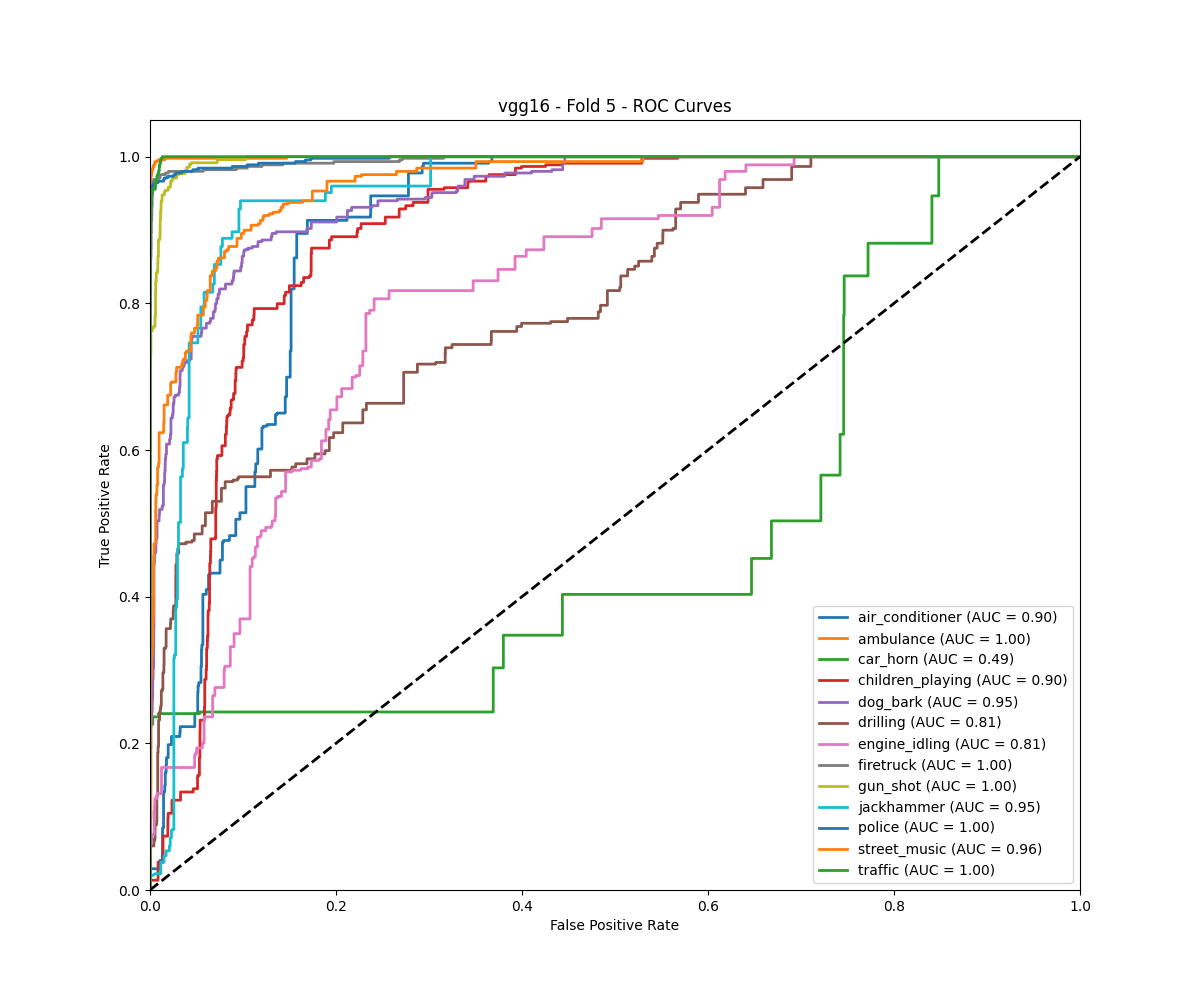 vgg16 - Fold 5 - ROC Curves
1.0
0.8
0.6
0.4
0.2
0.0
True Positive Rate
0.0 0.2 0.4 0.6 0.8 1.0
False Positive Rate
air_conditioner (AUC = 0.90)
ambulance (AUC = 1.00)
car_horn (AUC = 0.49)
children_playing (AUC = 0.90)
dog_bark (AUC = 0.95)
drilling (AUC = 0.81)
engine_idling (AUC = 0.81)
firetruck (AUC = 1.00)
gun_shot (AUC = 1.00)
jackhammer (AUC = 0.95)
police (AUC = 1.00)
street_music (AUC = 0.96)
traffic (AUC = 1.00)